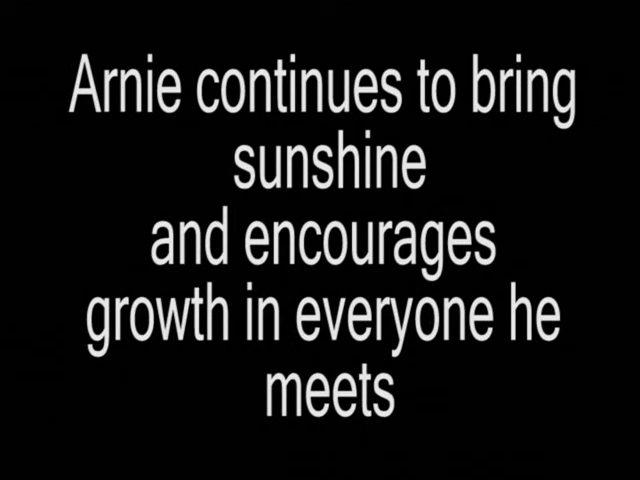 Arnie continues to bring
sunshine
and encourages
growth in everyone he
meets